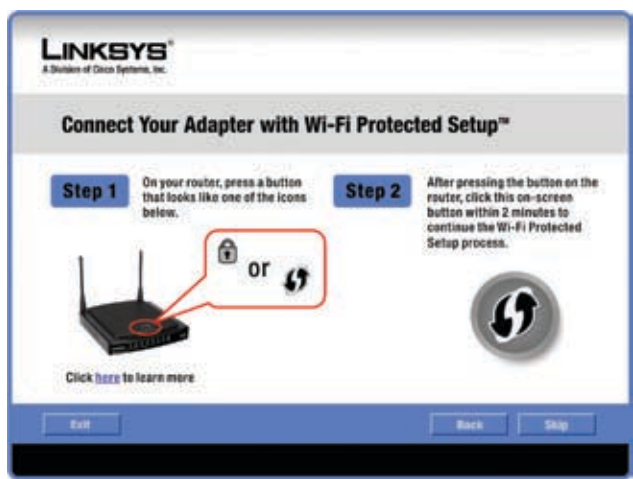 LINKSYS®
A Division of Cisco Systems, Inc.
Connect Your Adapter with Wi-Fi Protected Setup™
Step 1
On your router, press a button
that looks like one of the icons
below.
or
Click here to learn more
Step 2
After pressing the button on the
router, click this on-screen
button within 2 minutes to
continue the Wi-Fi Protected
Setup process.
Exit
Back
Skip